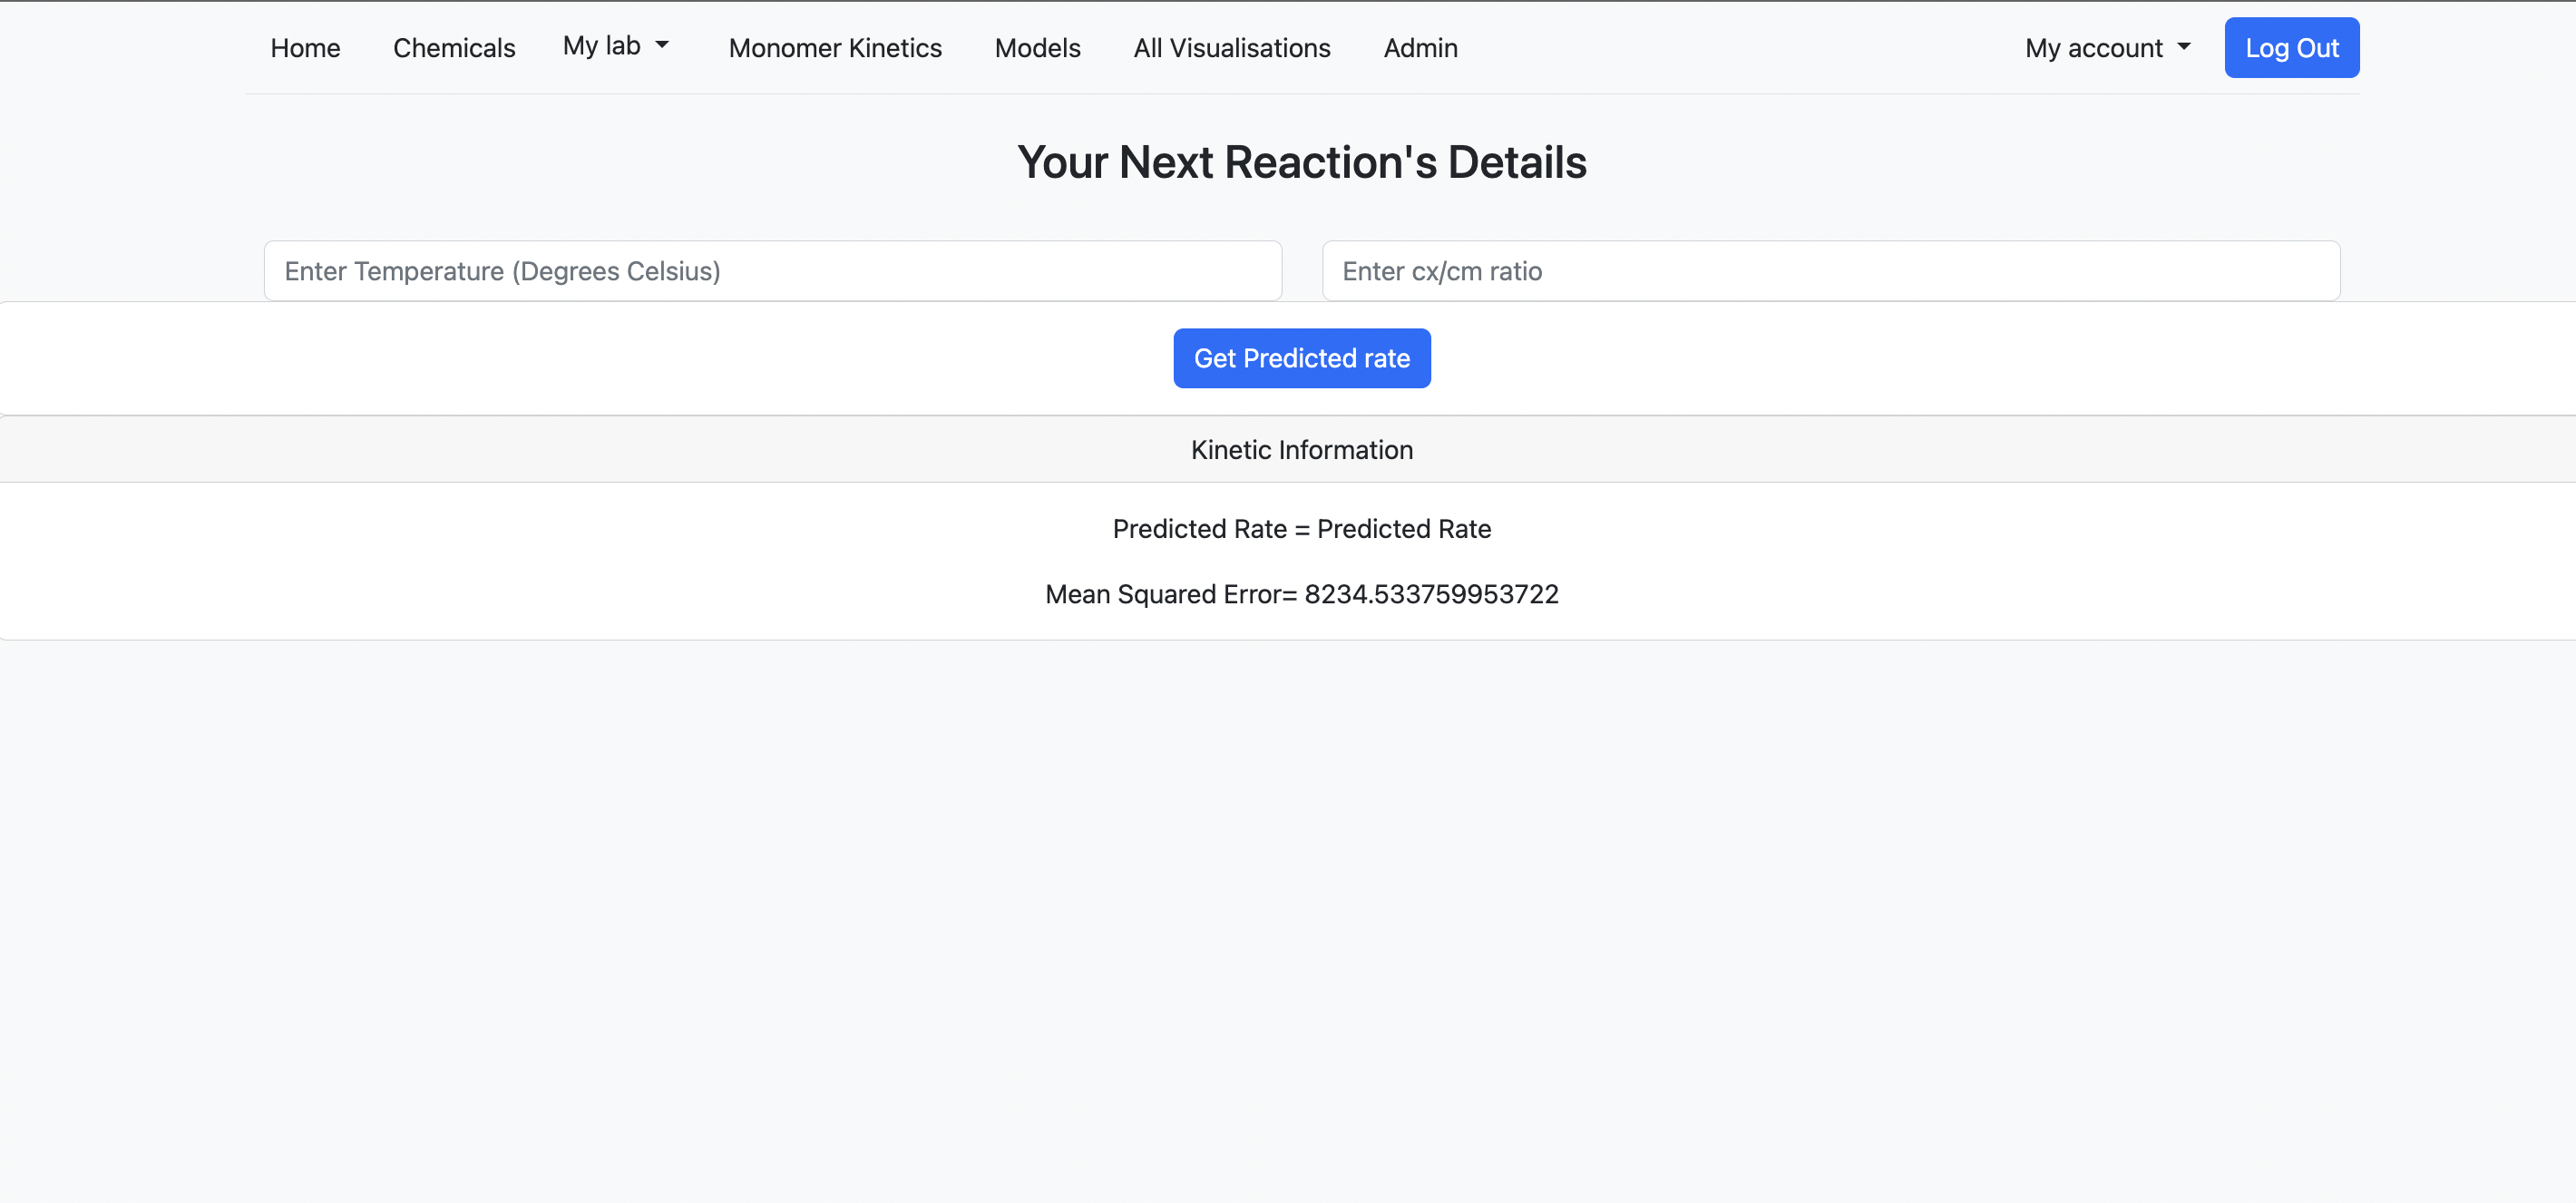 Home Chemicals My lab Monomer Kinetics Models All Visualisations Admin My account Log Out
Your Next Reaction's Details
Enter Temperature (Degrees Celsius) Enter cx/cm ratio
Get Predicted rate
Kinetic Information
Predicted Rate = Predicted Rate
Mean Squared Error= 8234.533759953722